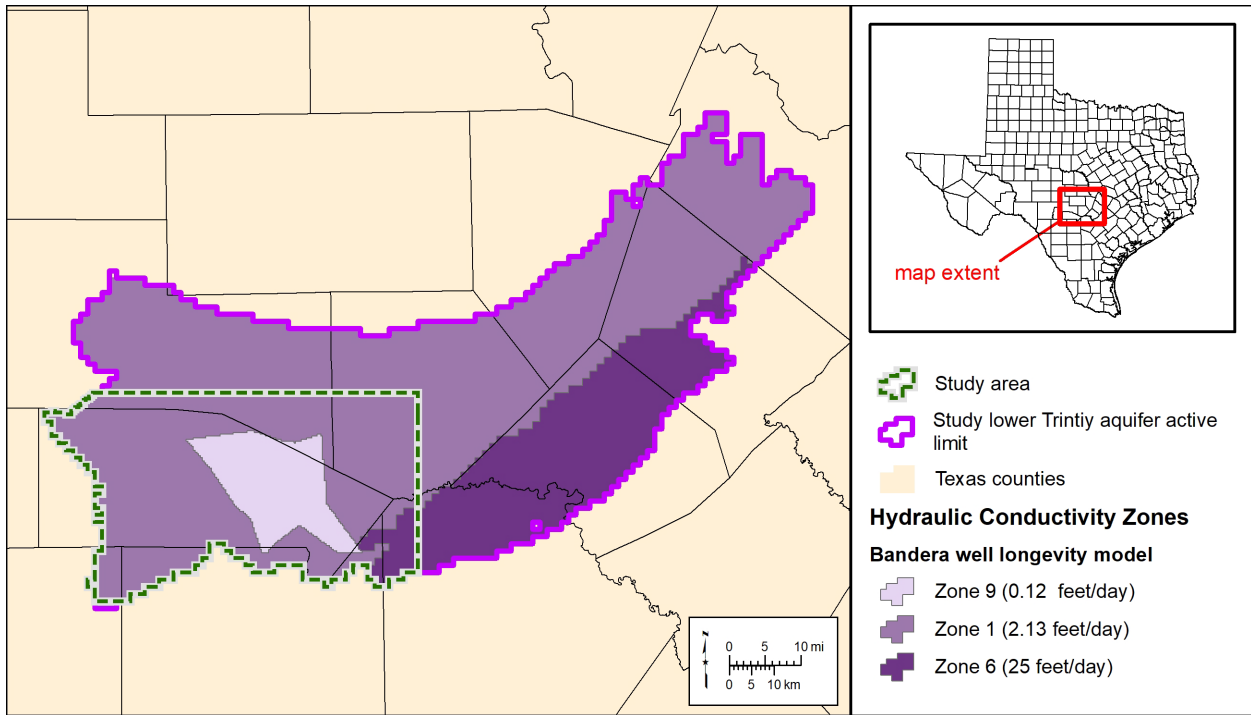 map extent
Study area
Study lower Trintiy aquifer active
limit
Texas counties
Hydraulic Conductivity Zones
Bandera well longevity model
Zone 9 (0.12 feet/day)
Zone 1 (2.13 feet/day)
Zone 6 (25 feet/day)
N
0 5 10 mi
0 5 10 km